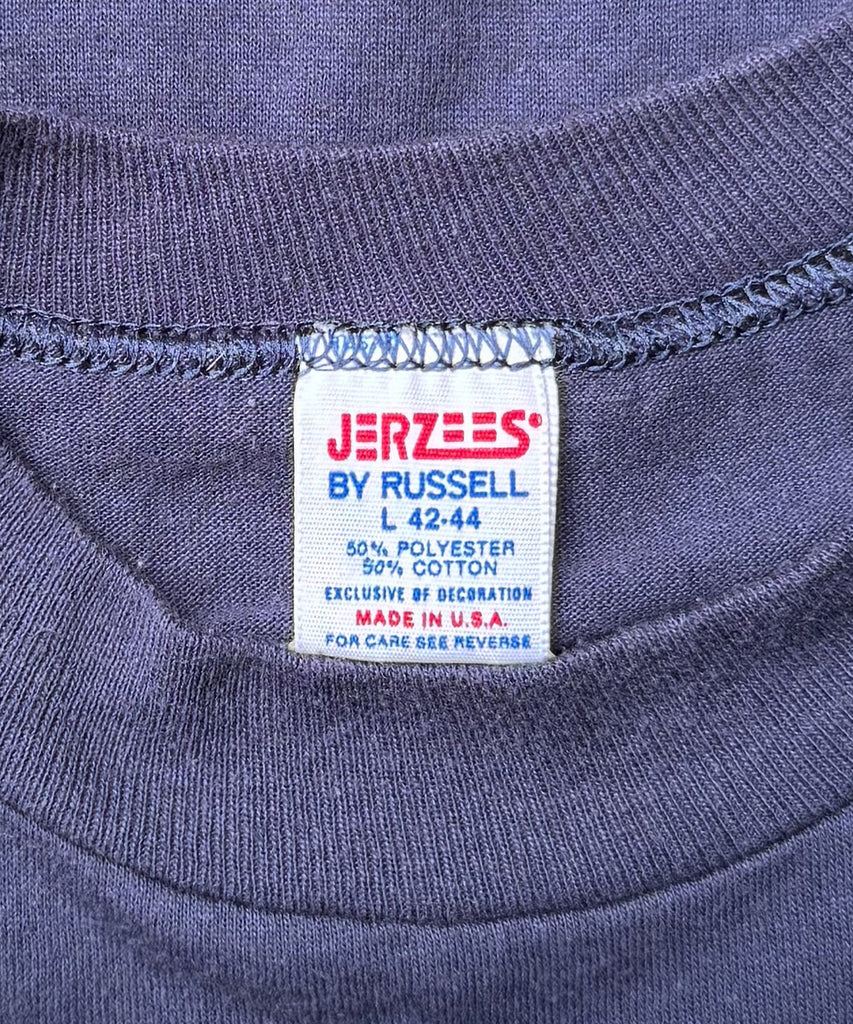 JERZEES®
BY RUSSELL
L 42-44
50% POLYESTER
50% COTTON
EXCLUSIVE OF DECORATION
MADE IN U.S.A.
FOR CARE SEE REVERSE